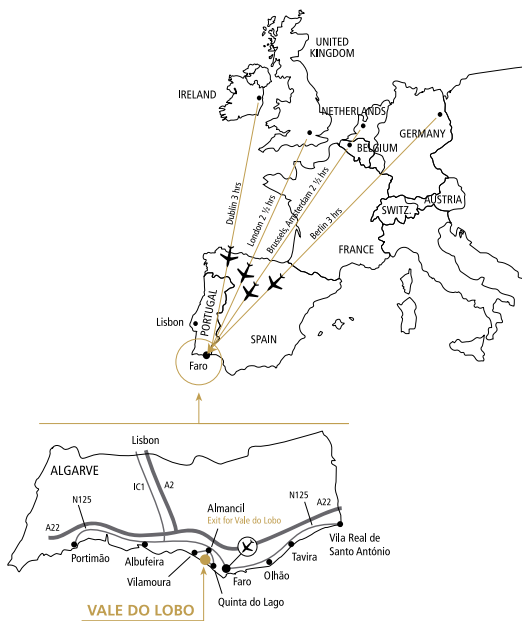 UNITED
KINGDOM
IRELAND
NETHERLANDS
GERMANY
BELGIUM
Dublin 3 hrs
London 2 ½ hrs
Brussels, Amsterdam 2 ½ hrs
Berlin 3 hrs
AUSTRIA
SWITZ.
FRANCE
PORTUGAL
Lisbon
SPAIN
Faro
Lisbon
ALGARVE
IC1
A2
N125
A22
Almancil
Exit for Vale do Lobo
N125
A22
Vila Real de
Santo António
Portimão
Albufeira
Tavira
Vilamoura
Faro
Olhão
Quinta do Lago
VALE DO LOBO